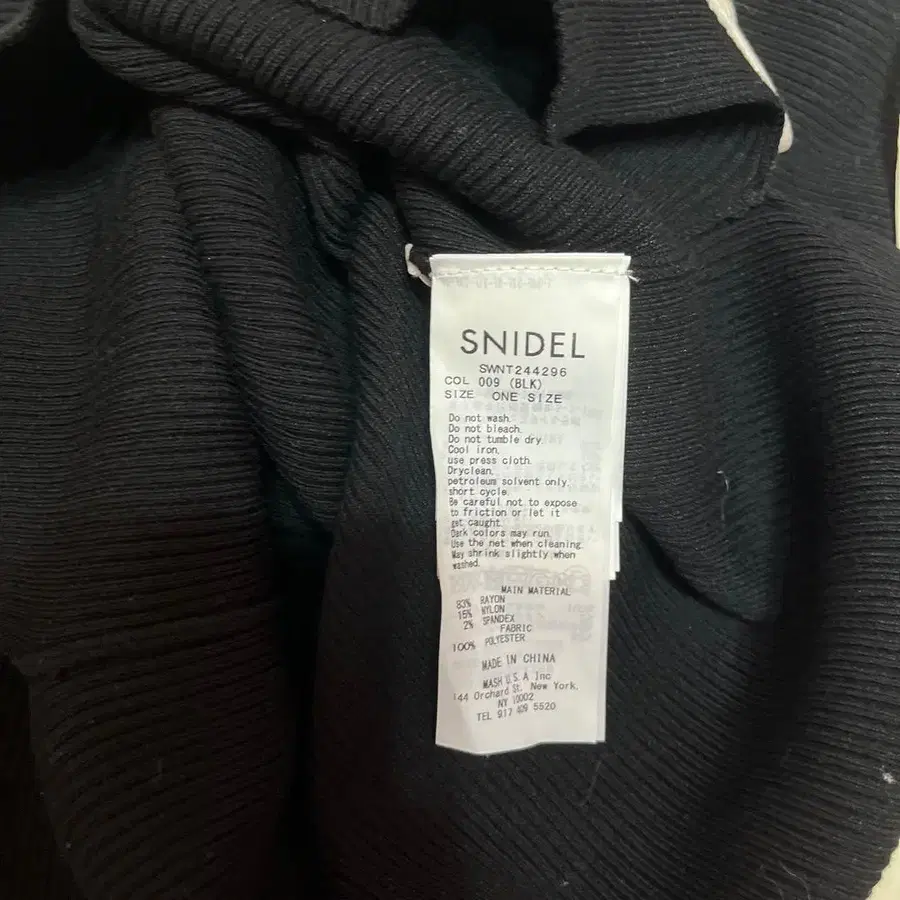 SNIDEL
SWNT244296
COL 009 (BLK)
SIZE ONE SIZE
Do not wash.
Do not bleach.
Do not tumble dry.
Cool iron.
use press cloth.
Dryclean.
petroleum solvent only.
short cycle.
Be careful not to expose
to friction or let it
get caught.
Dark colors may run.
Use the net when cleaning.
May shrink slightly when
washed.
MAIN MATERIAL
83% RAYON
15% NYLON
2% SPANDEX
FABRIC
100% POLYESTER
MADE IN CHINA
MASH U.S.A Inc
144 Orchard St. New York.
NY 10002
TEL 917 409 5520